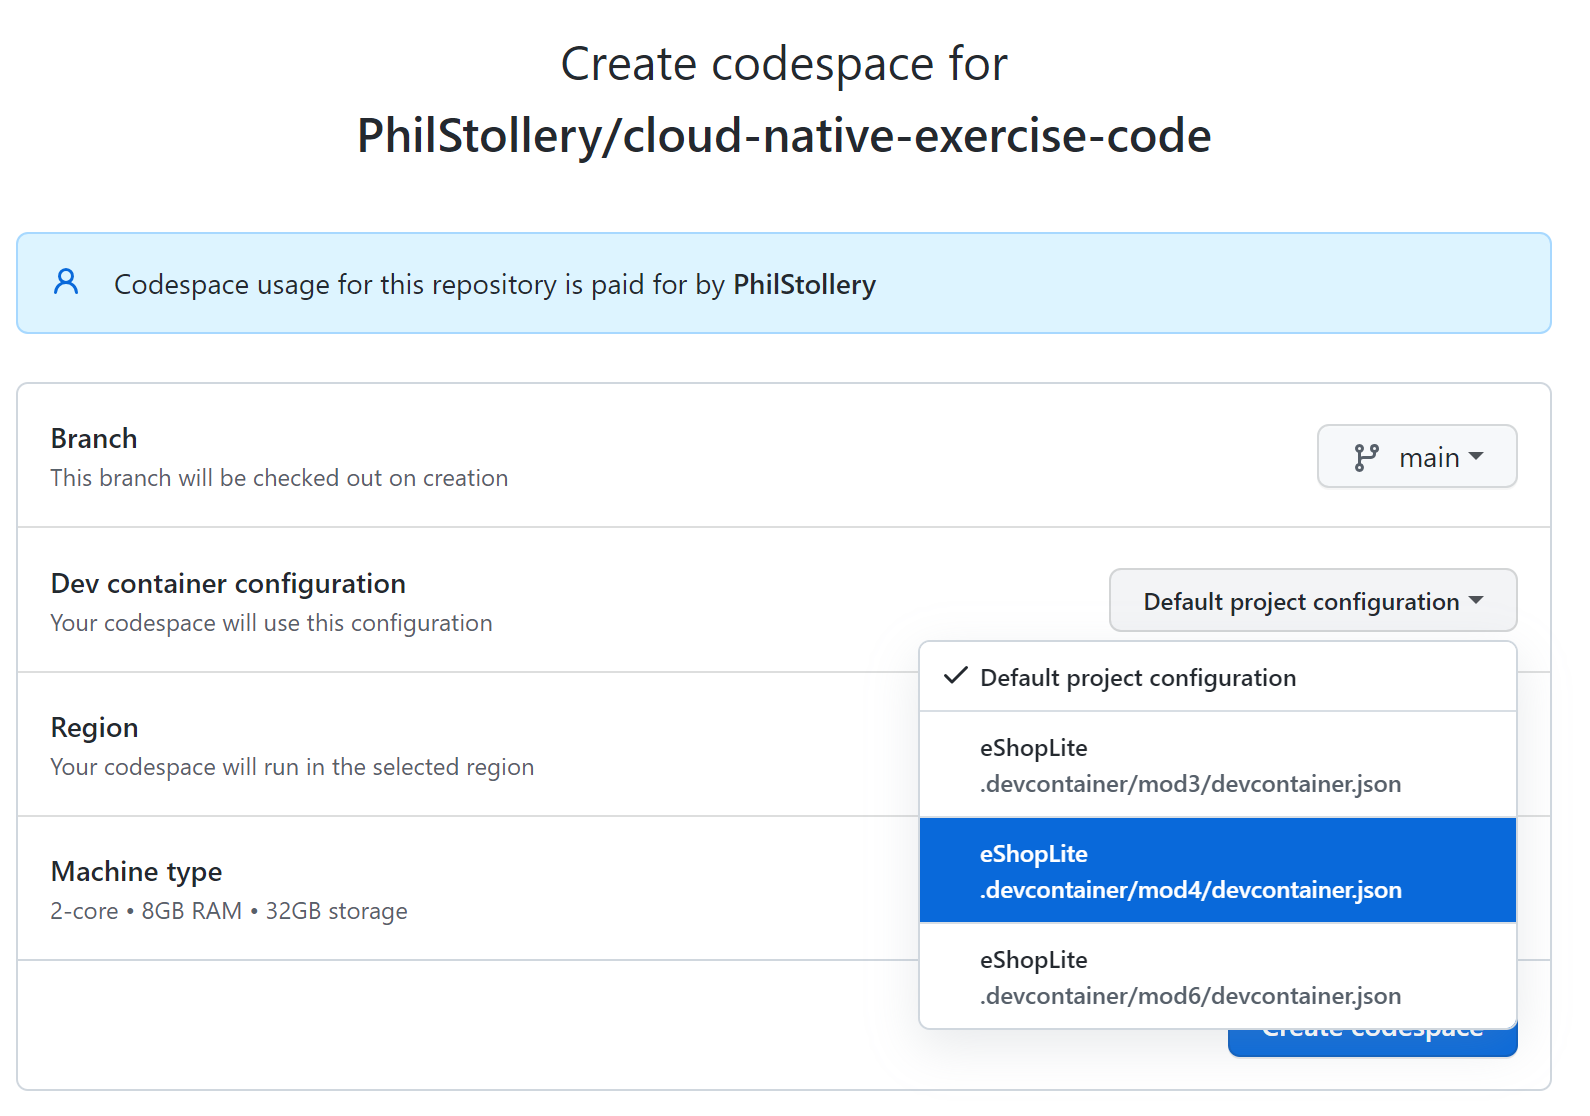 Create codespace for
PhilStollery/cloud-native-exercise-code
Codespace usage for this repository is paid for by PhilStollery
Branch
This branch will be checked out on creation
main
Dev container configuration
Your codespace will use this configuration
Default project configuration
Default project configuration
eShopLite
.devcontainer/mod3/devcontainer.json
eShopLite
.devcontainer/mod4/devcontainer.json
eShopLite
.devcontainer/mod6/devcontainer.json
Region
Your codespace will run in the selected region
Machine type
2-core • 8GB RAM • 32GB storage
Create codespace